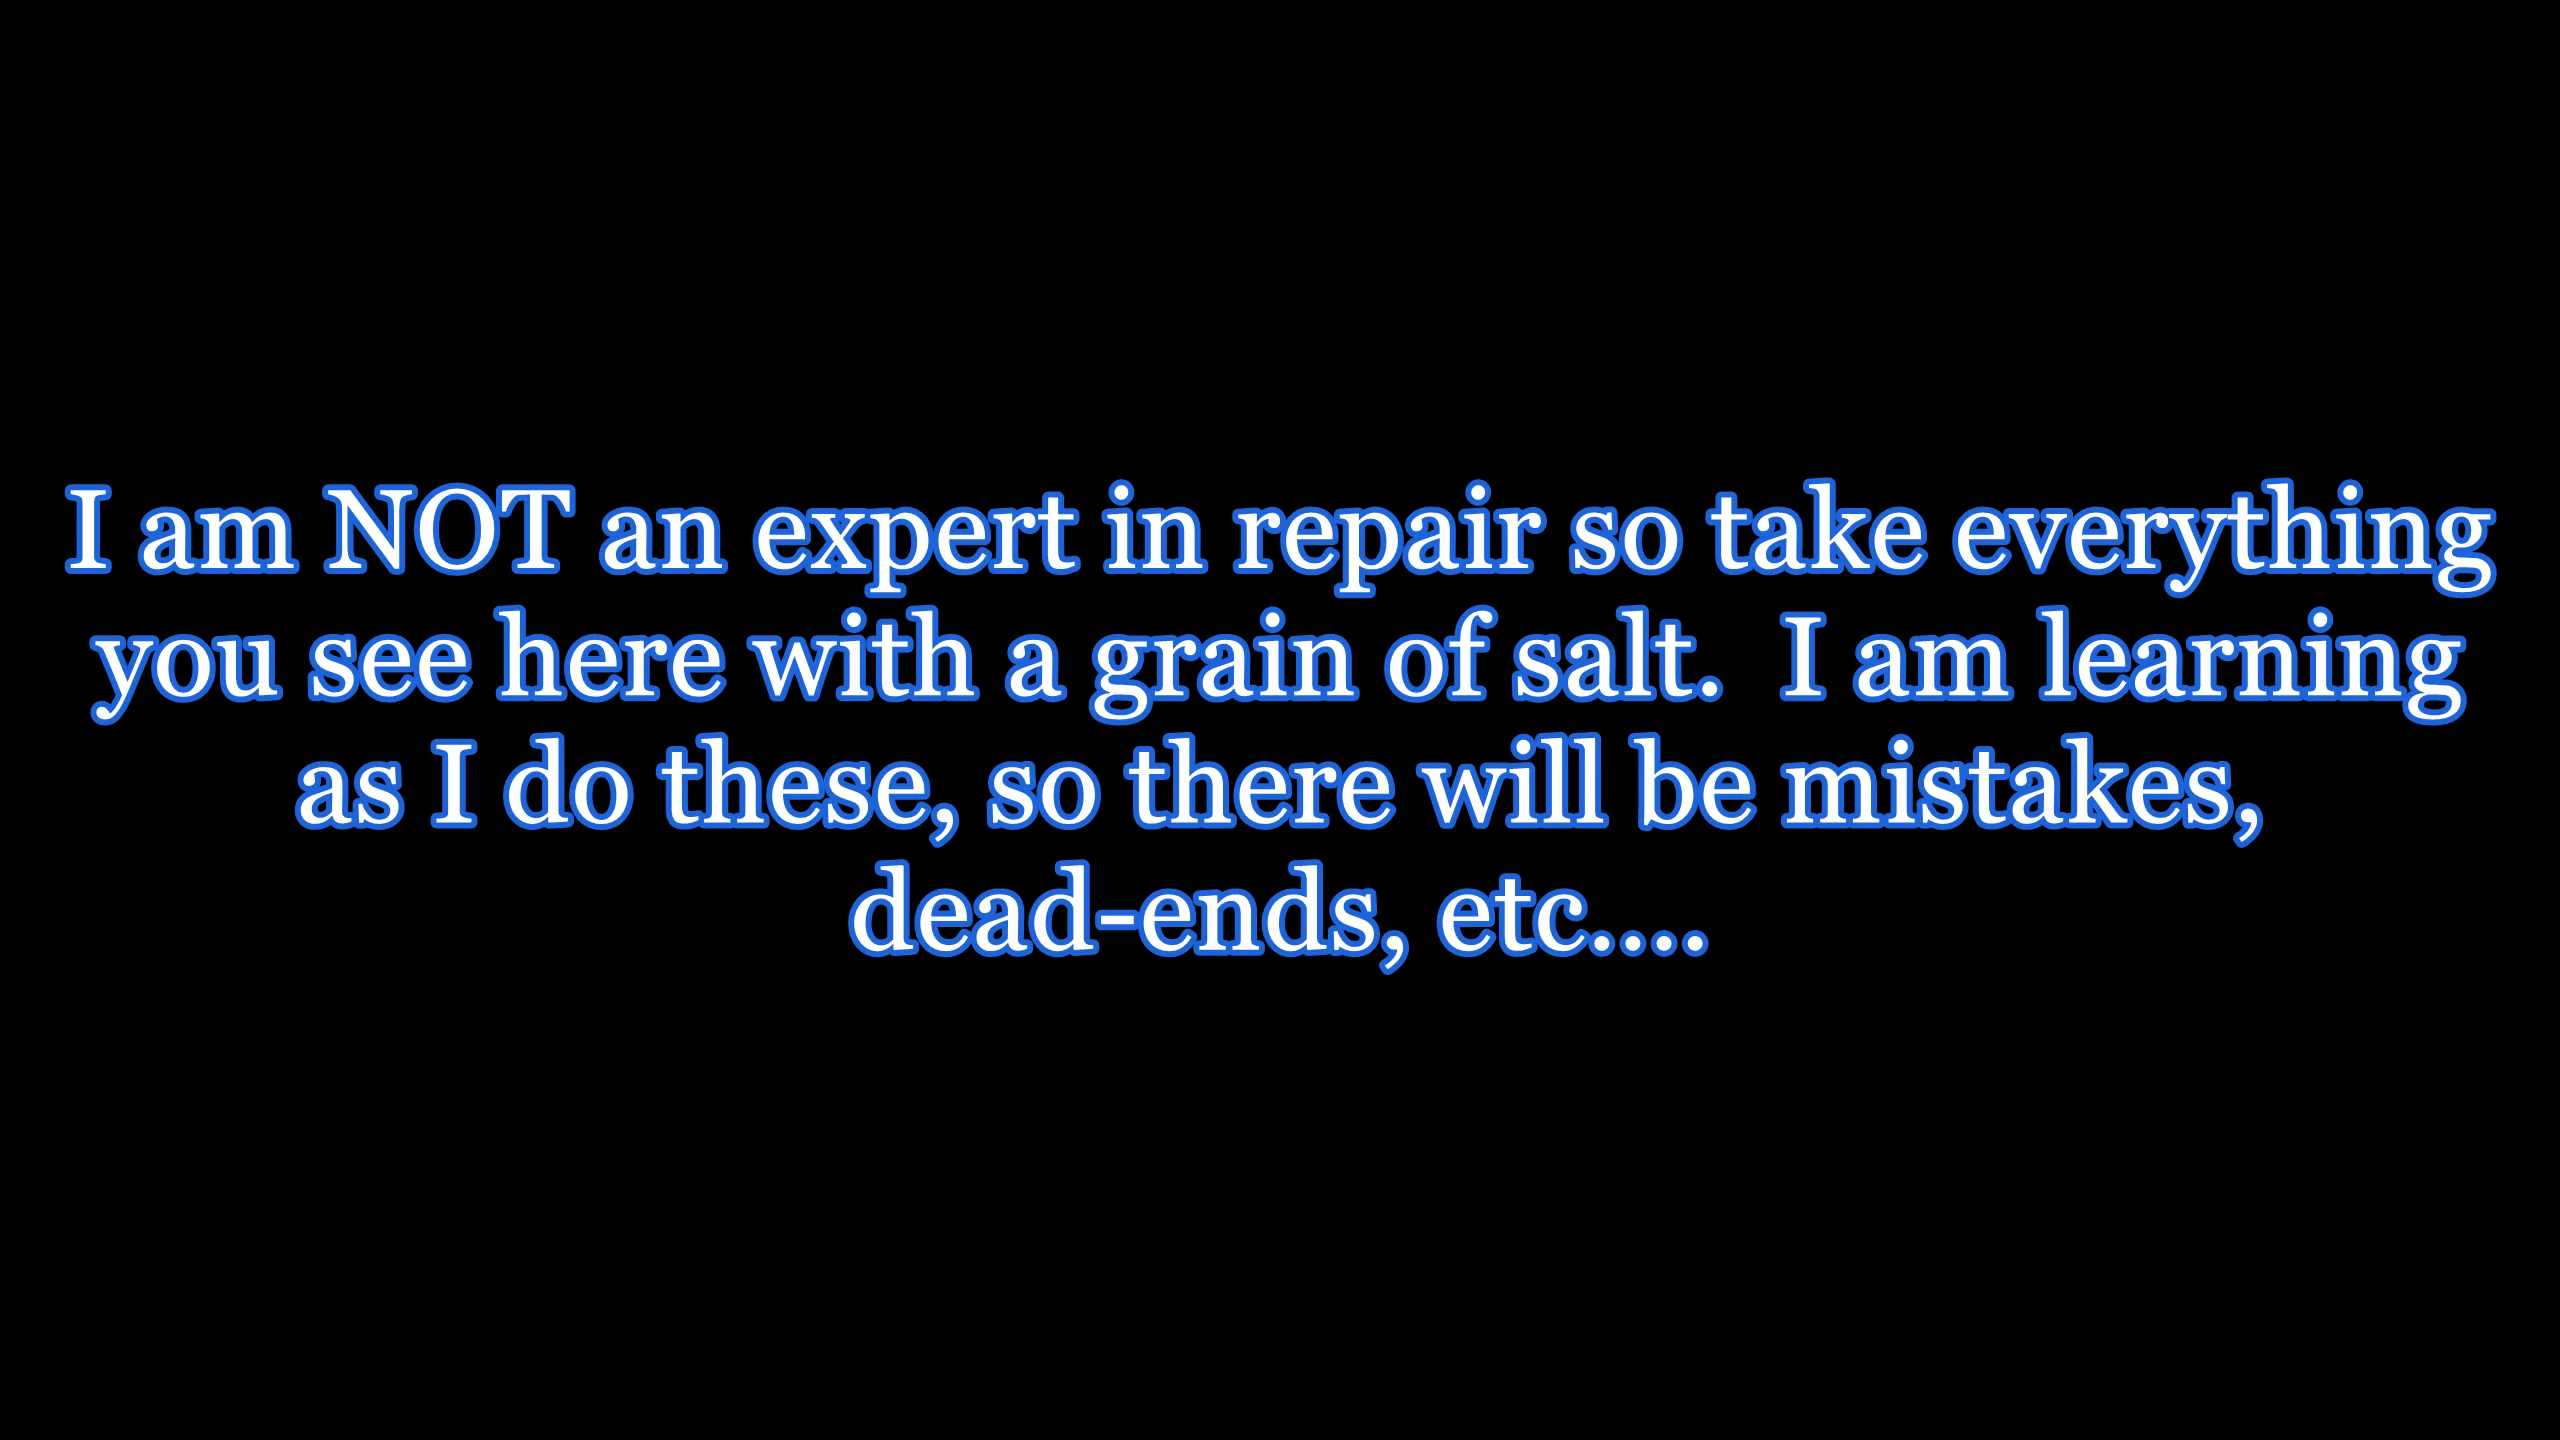 I am NOT an expert in repair so take everything
you see here with a grain of salt.  I am learning
as I do these, so there will be mistakes,
dead-ends, etc....